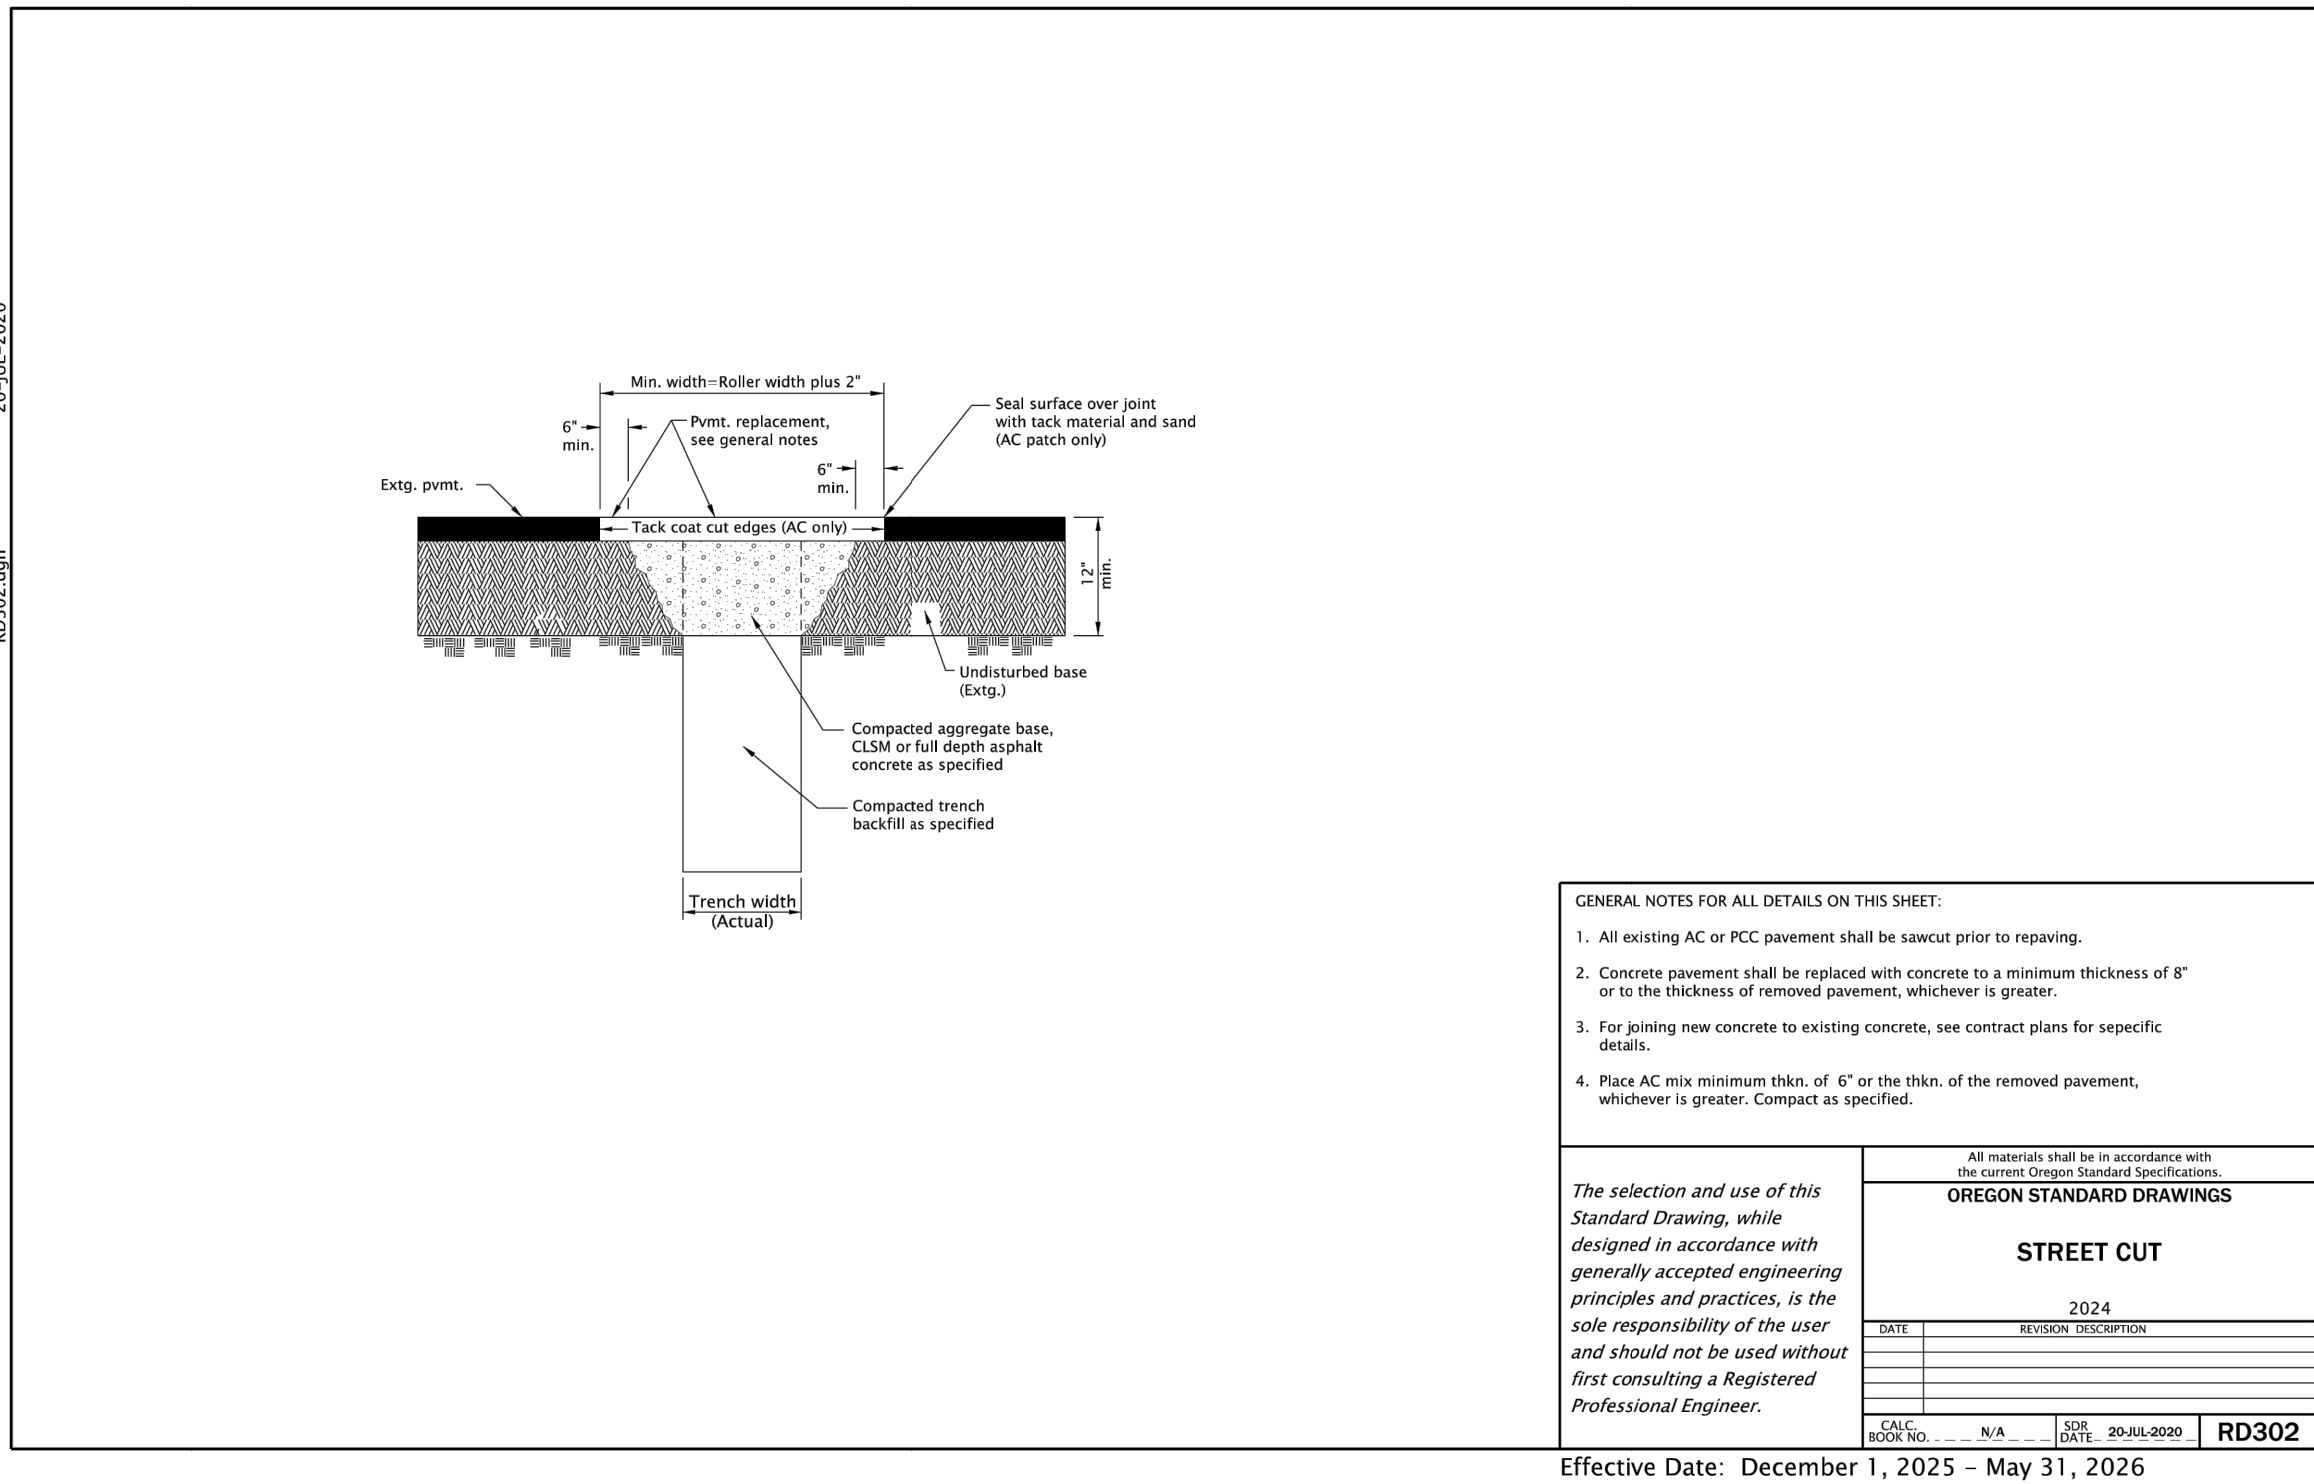 Min. width=Roller width plus 2"
Seal surface over joint
with tack material and sand
(AC patch only)
6"
min.
Pvmt. replacement,
see general notes
6"
min.
Extg. pvmt.
Tack coat cut edges (AC only)
12"
min.
Undisturbed base
(Extg.)
Compacted aggregate base,
CLSM or full depth asphalt
concrete as specified
Compacted trench
backfill as specified
Trench width
(Actual)
GENERAL NOTES FOR ALL DETAILS ON THIS SHEET:
1. All existing AC or PCC pavement shall be sawcut prior to repaving.
2. Concrete pavement shall be replaced with concrete to a minimum thickness of 8"
or to the thickness of removed pavement, whichever is greater.
3. For joining new concrete to existing concrete, see contract plans for sepecific
details.
4. Place AC mix minimum thkn. of 6" or the thkn. of the removed pavement,
whichever is greater. Compact as specified.
The selection and use of this
Standard Drawing, while
designed in accordance with
generally accepted engineering
principles and practices, is the
sole responsibility of the user
and should not be used without
first consulting a Registered
Professional Engineer.
All materials shall be in accordance with
the current Oregon Standard Specifications.
OREGON STANDARD DRAWINGS
STREET CUT
2024
DATE REVISION DESCRIPTION
CALC.
BOOK NO. N/A
SDR
DATE 20-JUL-2020
RD302
Effective Date: December 1, 2025 – May 31, 2026